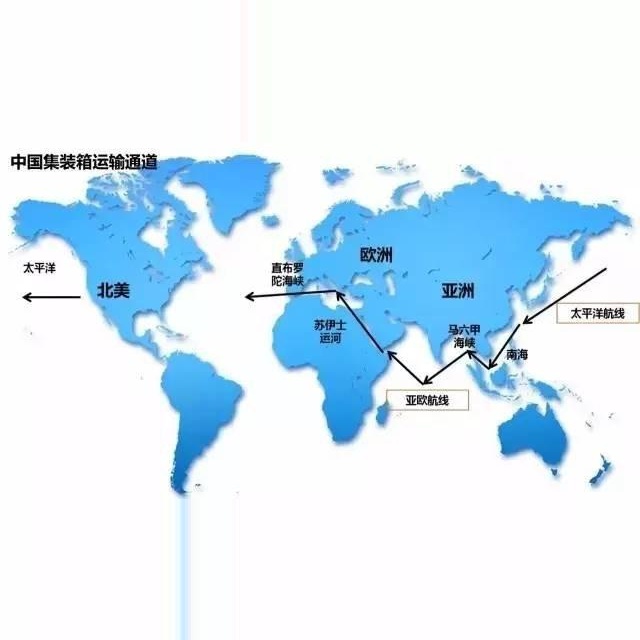 中国集装箱运输通道
太平洋
北美
直布罗
陀海峡
欧洲
亚洲
苏伊士
运河
马六甲
海峡
南海
太平洋航线
亚欧航线